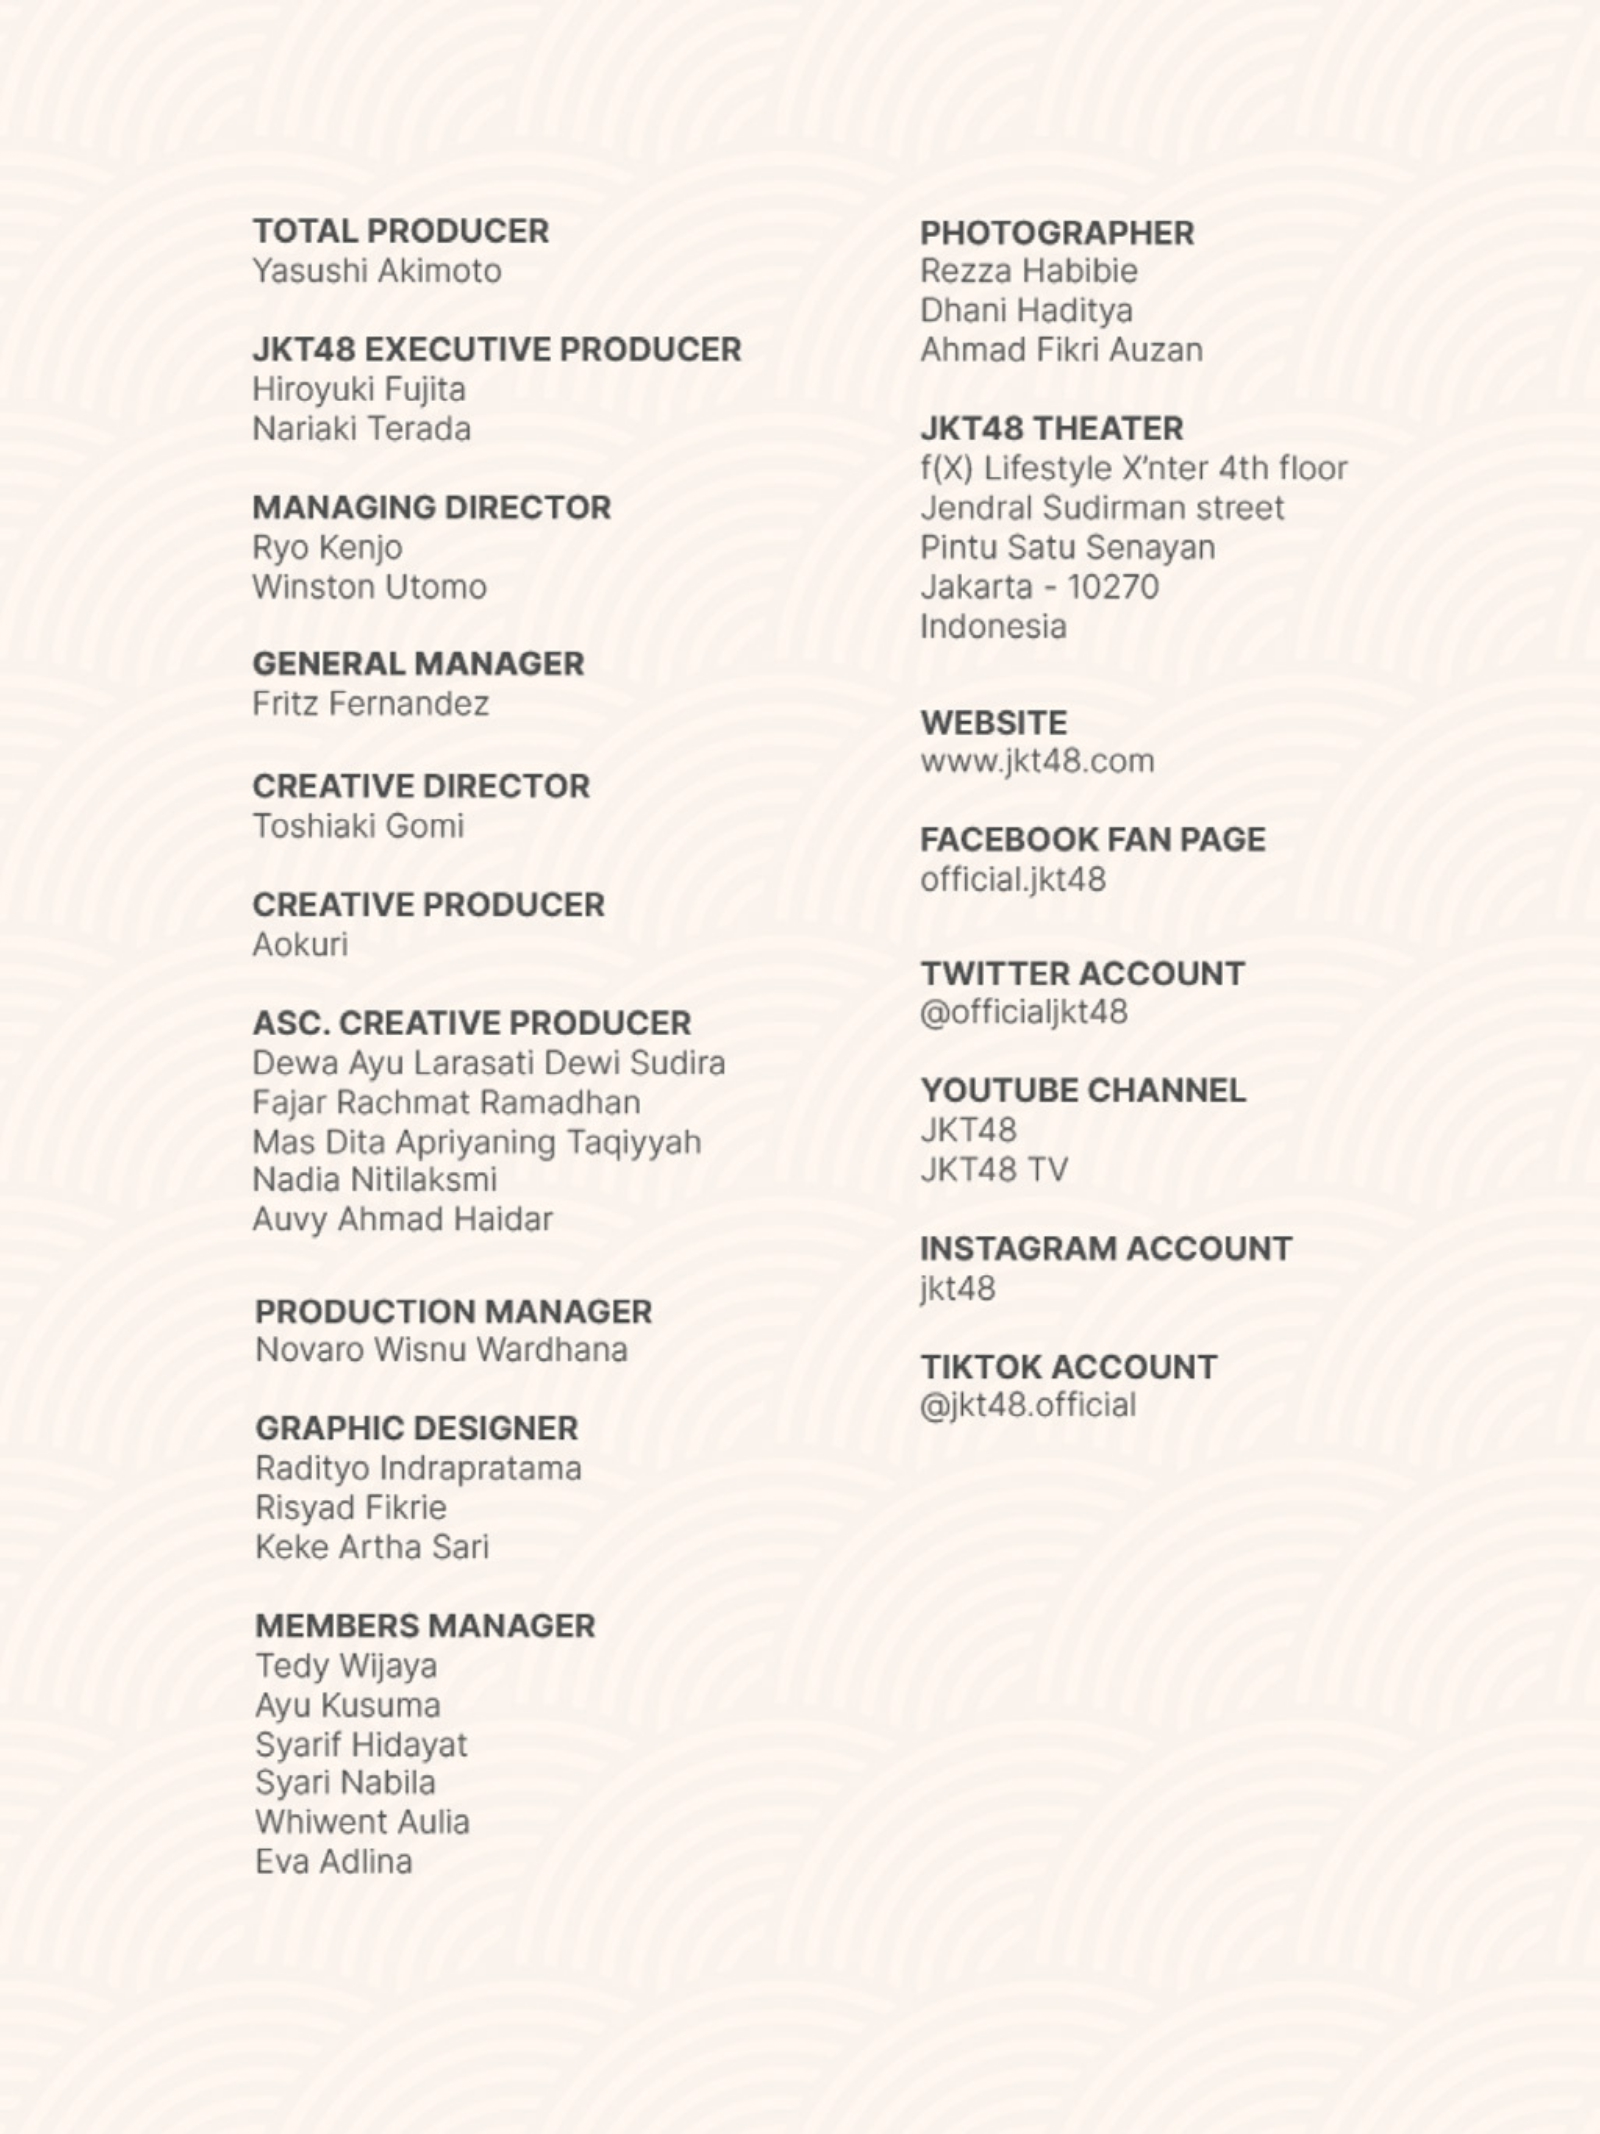 TOTAL PRODUCER
Yasushi Akimoto
JKT48 EXECUTIVE PRODUCER
Hiroyuki Fujita
Nariaki Terada
MANAGING DIRECTOR
Ryo Kenjo
Winston Utomo
GENERAL MANAGER
Fritz Fernandez
CREATIVE DIRECTOR
Toshiaki Gomi
CREATIVE PRODUCER
Aokuri
ASC. CREATIVE PRODUCER
Dewa Ayu Larasati Dewi Sudira
Fajar Rachmat Ramadhan
Mas Dita Apriyaning Taqiyyah
Nadia Nitilaksmi
Auvy Ahmad Haidar
PRODUCTION MANAGER
Novaro Wisnu Wardhana
GRAPHIC DESIGNER
Radityo Indrapratama
Risyad Fikrie
Keke Artha Sari
MEMBERS MANAGER
Tedy Wijaya
Ayu Kusuma
Syarif Hidayat
Syari Nabila
Whiwent Aulia
Eva Adlina
PHOTOGRAPHER
Rezza Habibie
Dhani Haditya
Ahmad Fikri Auzan
JKT48 THEATER
f(X) Lifestyle X’nter 4th floor
Jendral Sudirman street
Pintu Satu Senayan
Jakarta - 10270
Indonesia
WEBSITE
www.jkt48.com
FACEBOOK FAN PAGE
official.jkt48
TWITTER ACCOUNT
@officialjkt48
YOUTUBE CHANNEL
JKT48
JKT48 TV
INSTAGRAM ACCOUNT
jkt48
TIKTOK ACCOUNT
@jkt48.official